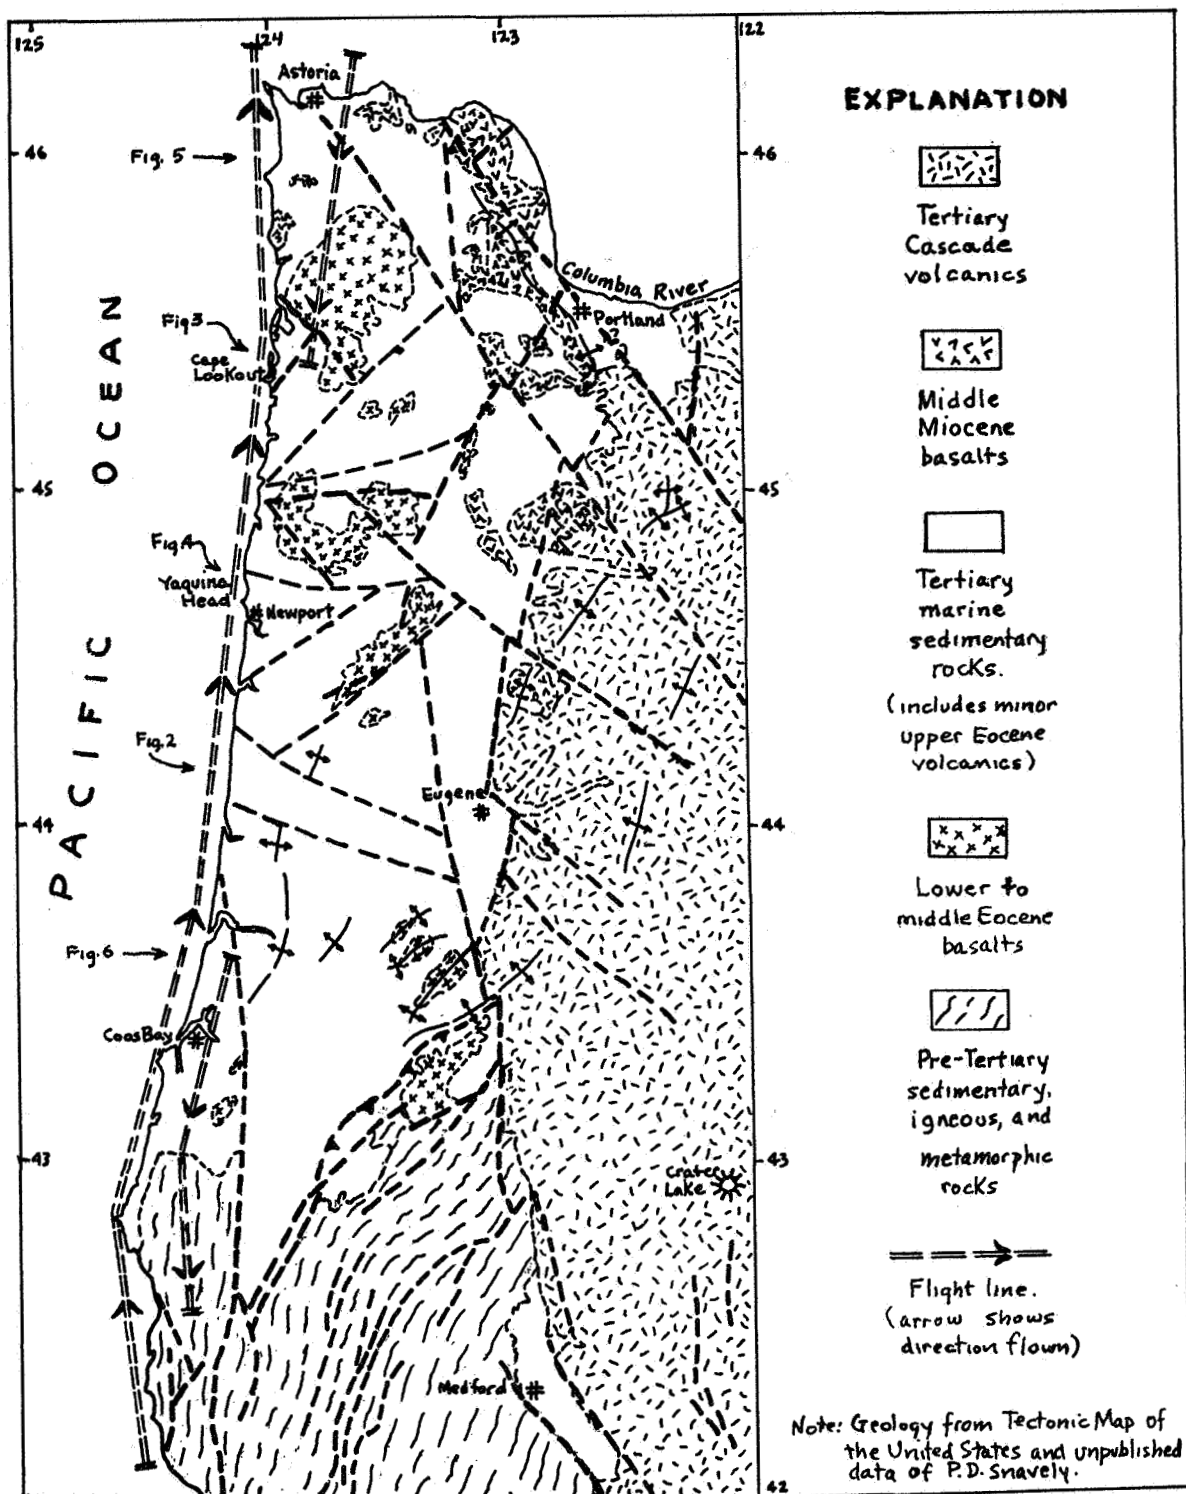 125
124
123
122
Astoria
46
46
Fig. 5
Columbia River
Portland
Fig 3
Cape
Lookout
PACIFIC OCEAN
45
45
Fig 4
Yaquina
Head
Newport
Fig. 2
Eugene
44
44
Fig. 6
Coos Bay
43
43
Crater
Lake
Medford
42
EXPLANATION
Tertiary
Cascade
volcanics
Middle
Miocene
basalts
Tertiary
marine
sedimentary
rocks.
(includes minor
upper Eocene
volcanics)
Lower to
middle Eocene
basalts
Pre-Tertiary
sedimentary,
igneous, and
metamorphic
rocks
Flight line.
(arrow shows
direction flown)
Note: Geology from Tectonic Map of
the United States and unpublished
data of P.D. Snavely.